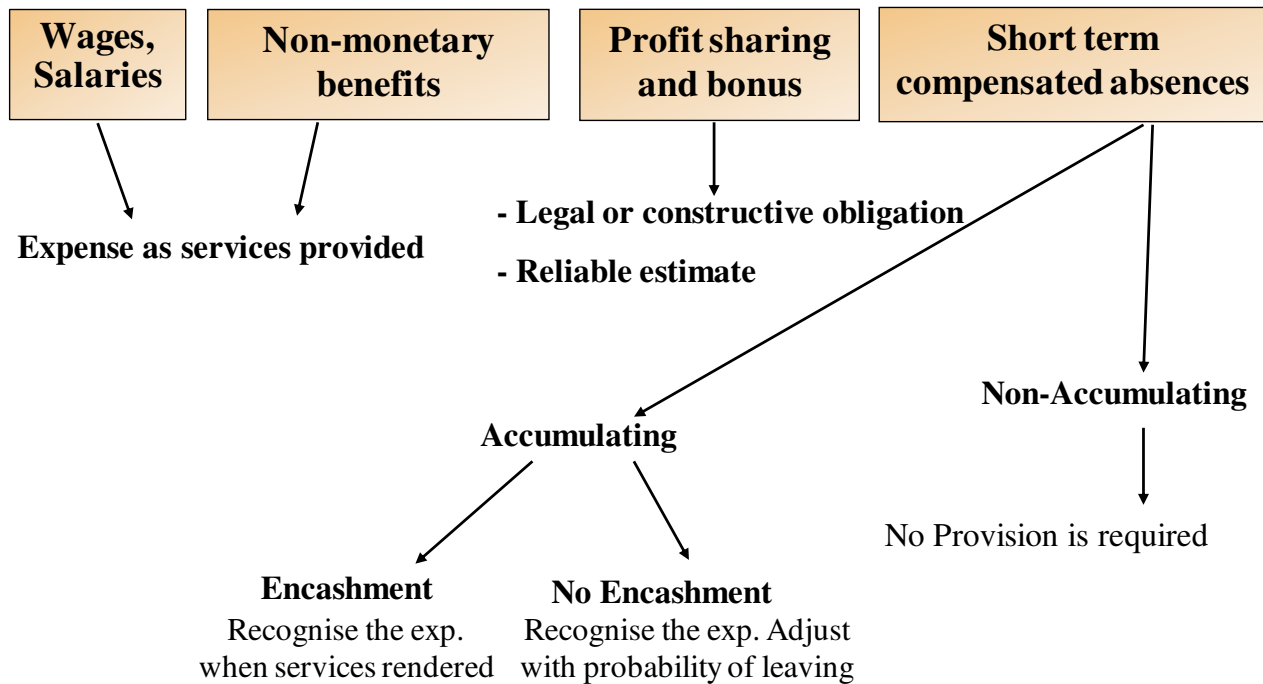 Wages,
Salaries
Non-monetary
benefits
Profit sharing
and bonus
Short term
compensated absences
Expense as services provided
- Legal or constructive obligation
- Reliable estimate
Accumulating
Non-Accumulating
No Provision is required
Encashment
Recognise the exp.
when services rendered
No Encashment
Recognise the exp. Adjust
with probability of leaving